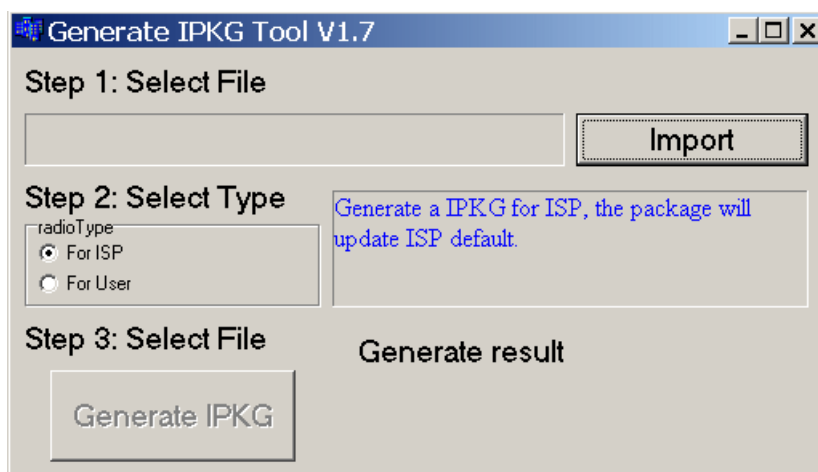 Generate IPKG Tool V1.7
Step 1: Select File
Import
Step 2: Select Type
radioType
For ISP
For User
Generate a IPKG for ISP, the package will
update ISP default.
Step 3: Select File
Generate result
Generate IPKG